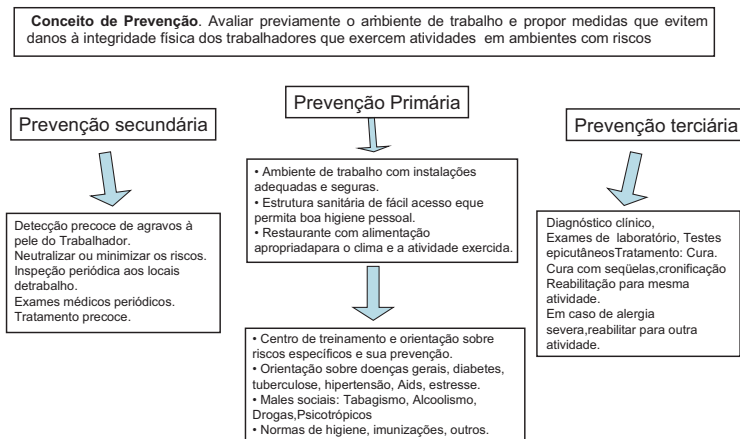 Conceito de Prevenção. Avaliar previamente o ambiente de trabalho e propor medidas que evitem
danos à integridade física dos trabalhadores que exercem atividades em ambientes com riscos
Prevenção Primária
• Ambiente de trabalho com instalações
adequadas e seguras.
• Estrutura sanitária de fácil acesso eque
permita boa higiene pessoal.
• Restaurante com alimentação
apropriadapara o clima e a atividade exercida.
• Centro de treinamento e orientação sobre
riscos específicos e sua prevenção.
• Orientação sobre doenças gerais, diabetes,
tuberculose, hipertensão, Aids, estresse.
• Males sociais: Tabagismo, Alcoolismo,
Drogas,Psicotrópicos
• Normas de higiene, imunizações, outros.
Prevenção secundária
Detecção precoce de agravos à
pele do Trabalhador.
Neutralizar ou minimizar os riscos.
Inspeção periódica aos locais
detrabalho.
Exames médicos periódicos.
Tratamento precoce.
Prevenção terciária
Diagnóstico clínico,
Exames de laboratório, Testes
epicutâneosTratamento: Cura.
Cura com seqüelas,cronificação
Reabilitação para mesma
atividade.
Em caso de alergia
severa,reabilitar para outra
atividade.